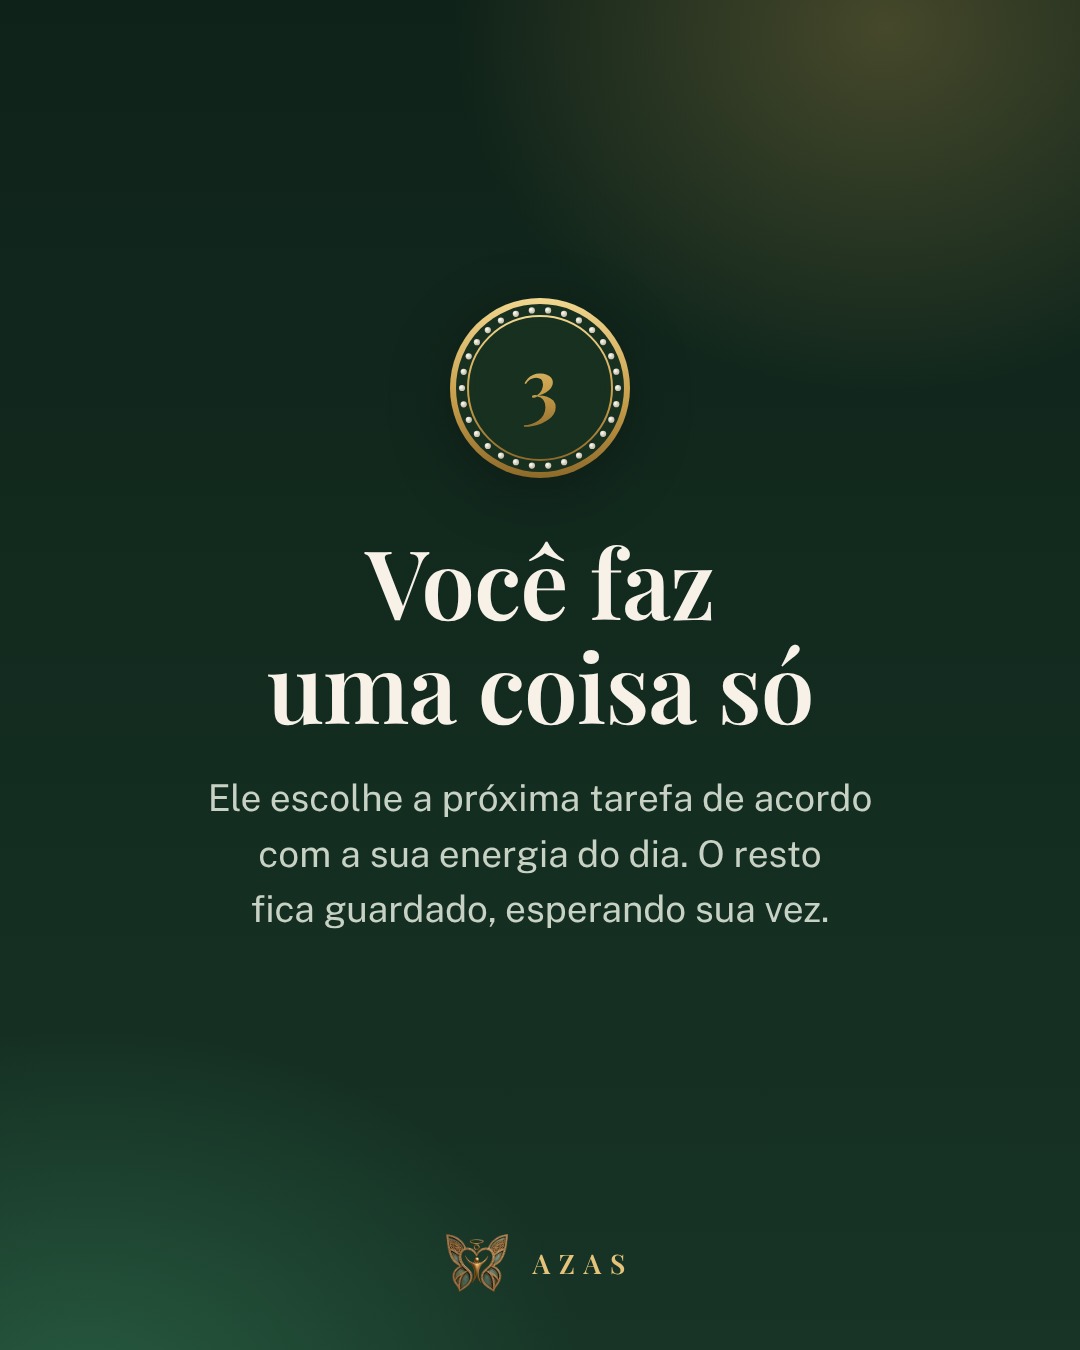 3
Você faz
uma coisa só
Ele escolhe a próxima tarefa de acordo
com a sua energia do dia. O resto
fica guardado, esperando sua vez.
AZAS